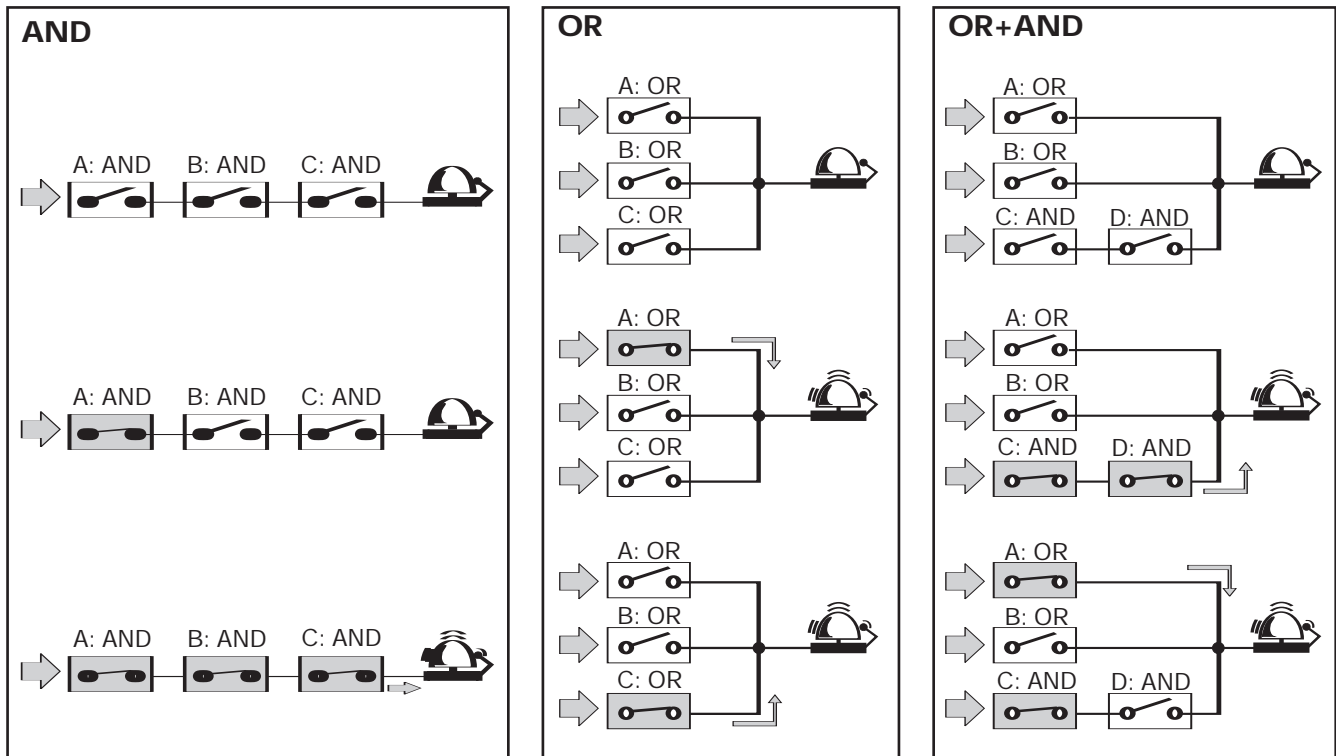 AND
A: AND B: AND C: AND
A: AND B: AND C: AND
A: AND B: AND C: AND
OR
A: OR
B: OR
C: OR
A: OR
B: OR
C: OR
A: OR
B: OR
C: OR
OR+AND
A: OR
B: OR
C: AND D: AND
A: OR
B: OR
C: AND D: AND
A: OR
B: OR
C: AND D: AND